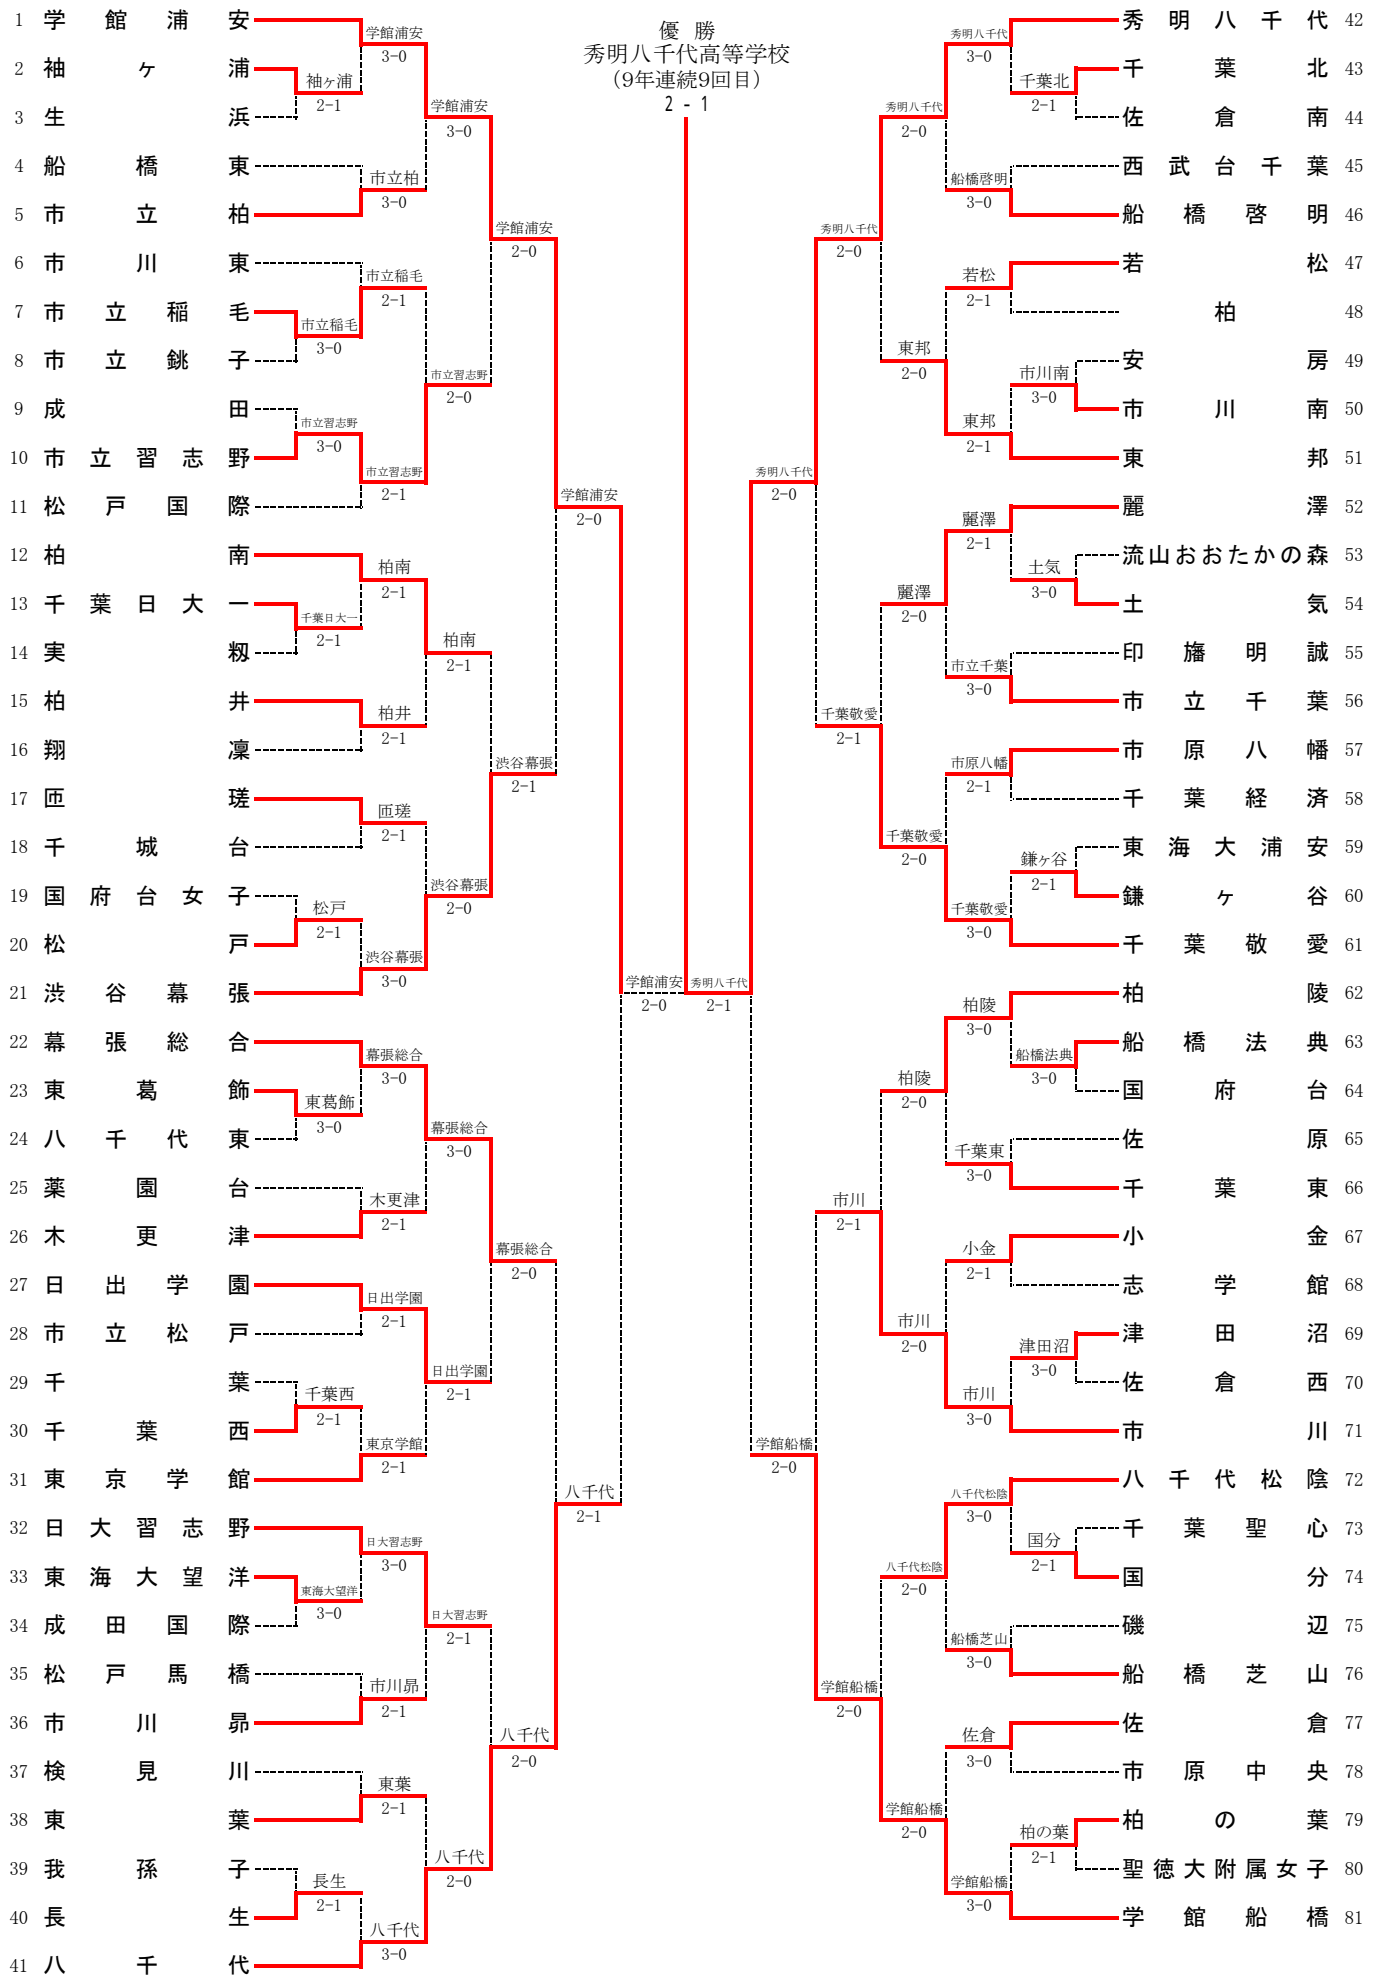 優勝
秀明八千代高等学校
(9年連続9回目)
2 - 1
1 学館浦安
2 袖ヶ浦
3 生浜
4 船橋東
5 市立柏
6 市川東
7 市立稲毛
8 市立銚子
9 成田
10 市立習志野
11 松戸国際
12 柏南
13 千葉日大一
14 実籾
15 柏井
16 翔凜
17 匝瑳
18 千城台
19 国府台女子
20 松戸
21 渋谷幕張
22 幕張総合
23 東葛飾
24 八千代東
25 薬園台
26 木更津
27 日出学園
28 市立松戸
29 千葉
30 千葉西
31 東京学館
32 日大習志野
33 東海大望洋
34 成田国際
35 松戸馬橋
36 市川昴
37 検見川
38 東葉
39 我孫子
40 長生
41 八千代
袖ヶ浦
2-1
市立稲毛
3-0
市立習志野
3-0
千葉日大一
2-1
松戸
2-1
東葛飾
3-0
千葉西
2-1
東海大望洋
3-0
長生
2-1
学館浦安
3-0
市立柏
3-0
市立稲毛
2-1
市立習志野
2-1
柏南
2-1
柏井
2-1
匝瑳
2-1
渋谷幕張
3-0
幕張総合
3-0
木更津
2-1
日出学園
2-1
東京学館
2-1
日大習志野
3-0
市川昴
2-1
東葉
2-1
八千代
3-0
学館浦安
3-0
市立習志野
2-0
柏南
2-1
渋谷幕張
2-0
幕張総合
3-0
日出学園
2-1
日大習志野
2-1
八千代
2-0
学館浦安
2-0
渋谷幕張
2-1
幕張総合
2-0
八千代
2-0
学館浦安
2-0
八千代
2-1
学館浦安
2-0
秀明八千代
2-1
秀明八千代
2-0
学館船橋
2-0
秀明八千代
2-0
千葉敬愛
2-1
市川
2-1
学館船橋
2-0
秀明八千代
2-0
東邦
2-0
麗澤
2-0
千葉敬愛
2-0
柏陵
2-0
市川
2-0
八千代松陰
2-0
学館船橋
2-0
秀明八千代
3-0
船橋啓明
3-0
若松
2-1
東邦
2-1
麗澤
2-1
市立千葉
3-0
市原八幡
2-1
千葉敬愛
3-0
柏陵
3-0
千葉東
3-0
小金
2-1
市川
3-0
八千代松陰
3-0
船橋芝山
3-0
佐倉
3-0
学館船橋
3-0
千葉北
2-1
市川南
3-0
土気
3-0
鎌ヶ谷
2-1
船橋法典
3-0
津田沼
3-0
国分
2-1
柏の葉
2-1
秀明八千代 42
千葉北 43
佐倉南 44
西武台千葉 45
船橋啓明 46
若松 47
柏 48
安房 49
市川南 50
東邦 51
麗澤 52
流山おおたかの森 53
土気 54
印旛明誠 55
市立千葉 56
市原八幡 57
千葉経済 58
東海大浦安 59
鎌ヶ谷 60
千葉敬愛 61
柏陵 62
船橋法典 63
国府台 64
佐原 65
千葉東 66
小金 67
志学館 68
津田沼 69
佐倉西 70
市川 71
八千代松陰 72
千葉聖心 73
国分 74
磯辺 75
船橋芝山 76
佐倉 77
市原中央 78
柏の葉 79
聖徳大附属女子 80
学館船橋 81